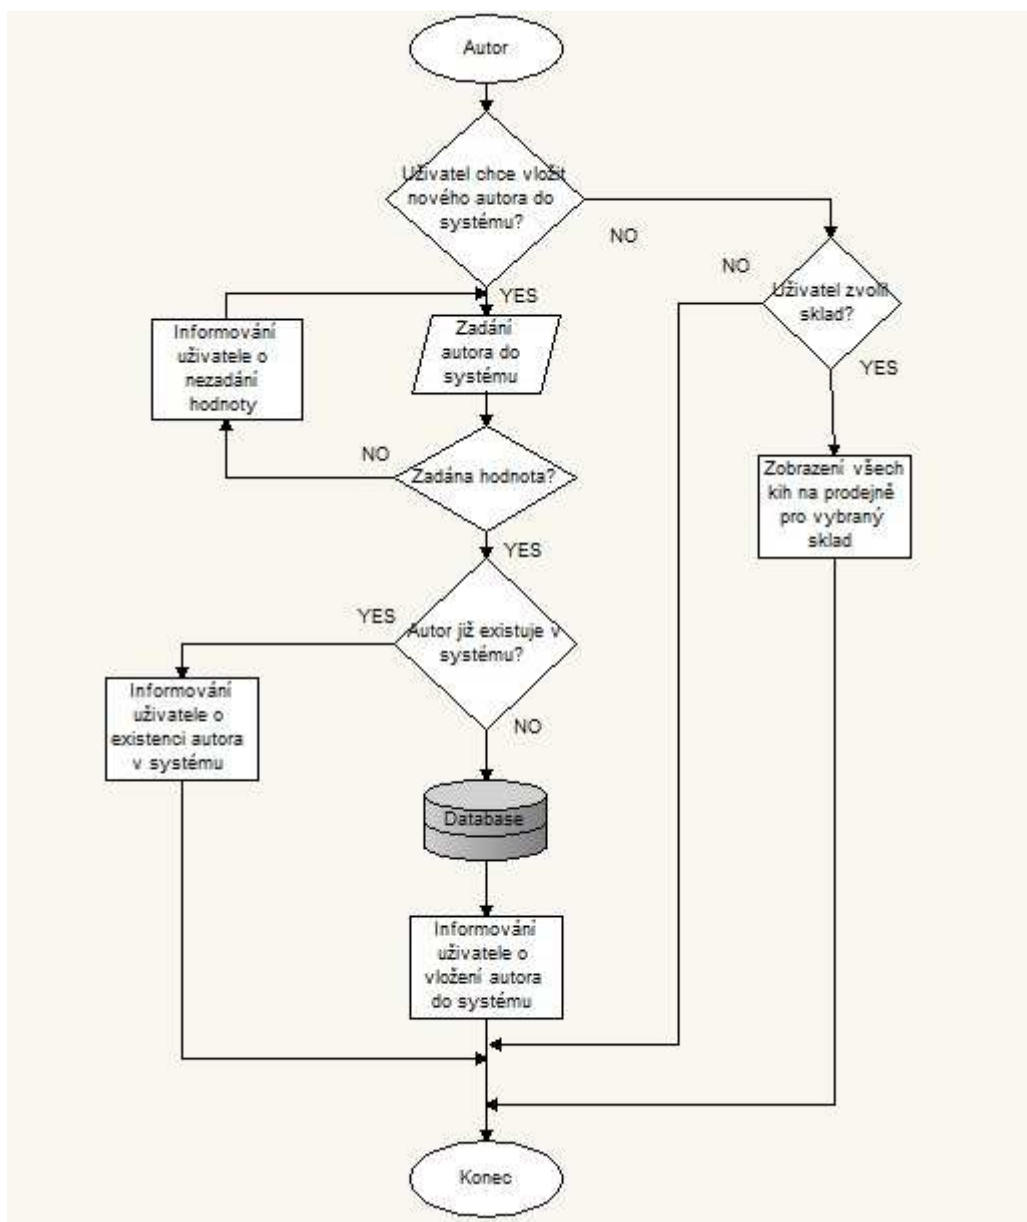 Autor
Uživatel chce vložit
nového autora do
systému?
NO
NO
Uživatel zvolil
sklad?
YES
YES
Zadání
autora do
systému
Informování
uživatele o
nezadání
hodnoty
NO
Zadána hodnota?
Zobrazení všech
kih na prodejně
pro vybraný
sklad
YES
YES
Autor již existuje v
systému?
Informování
uživatele o
existenci autora
v systému
NO
Database
Informování
uživatele o
vložení autora
do systému
Konec